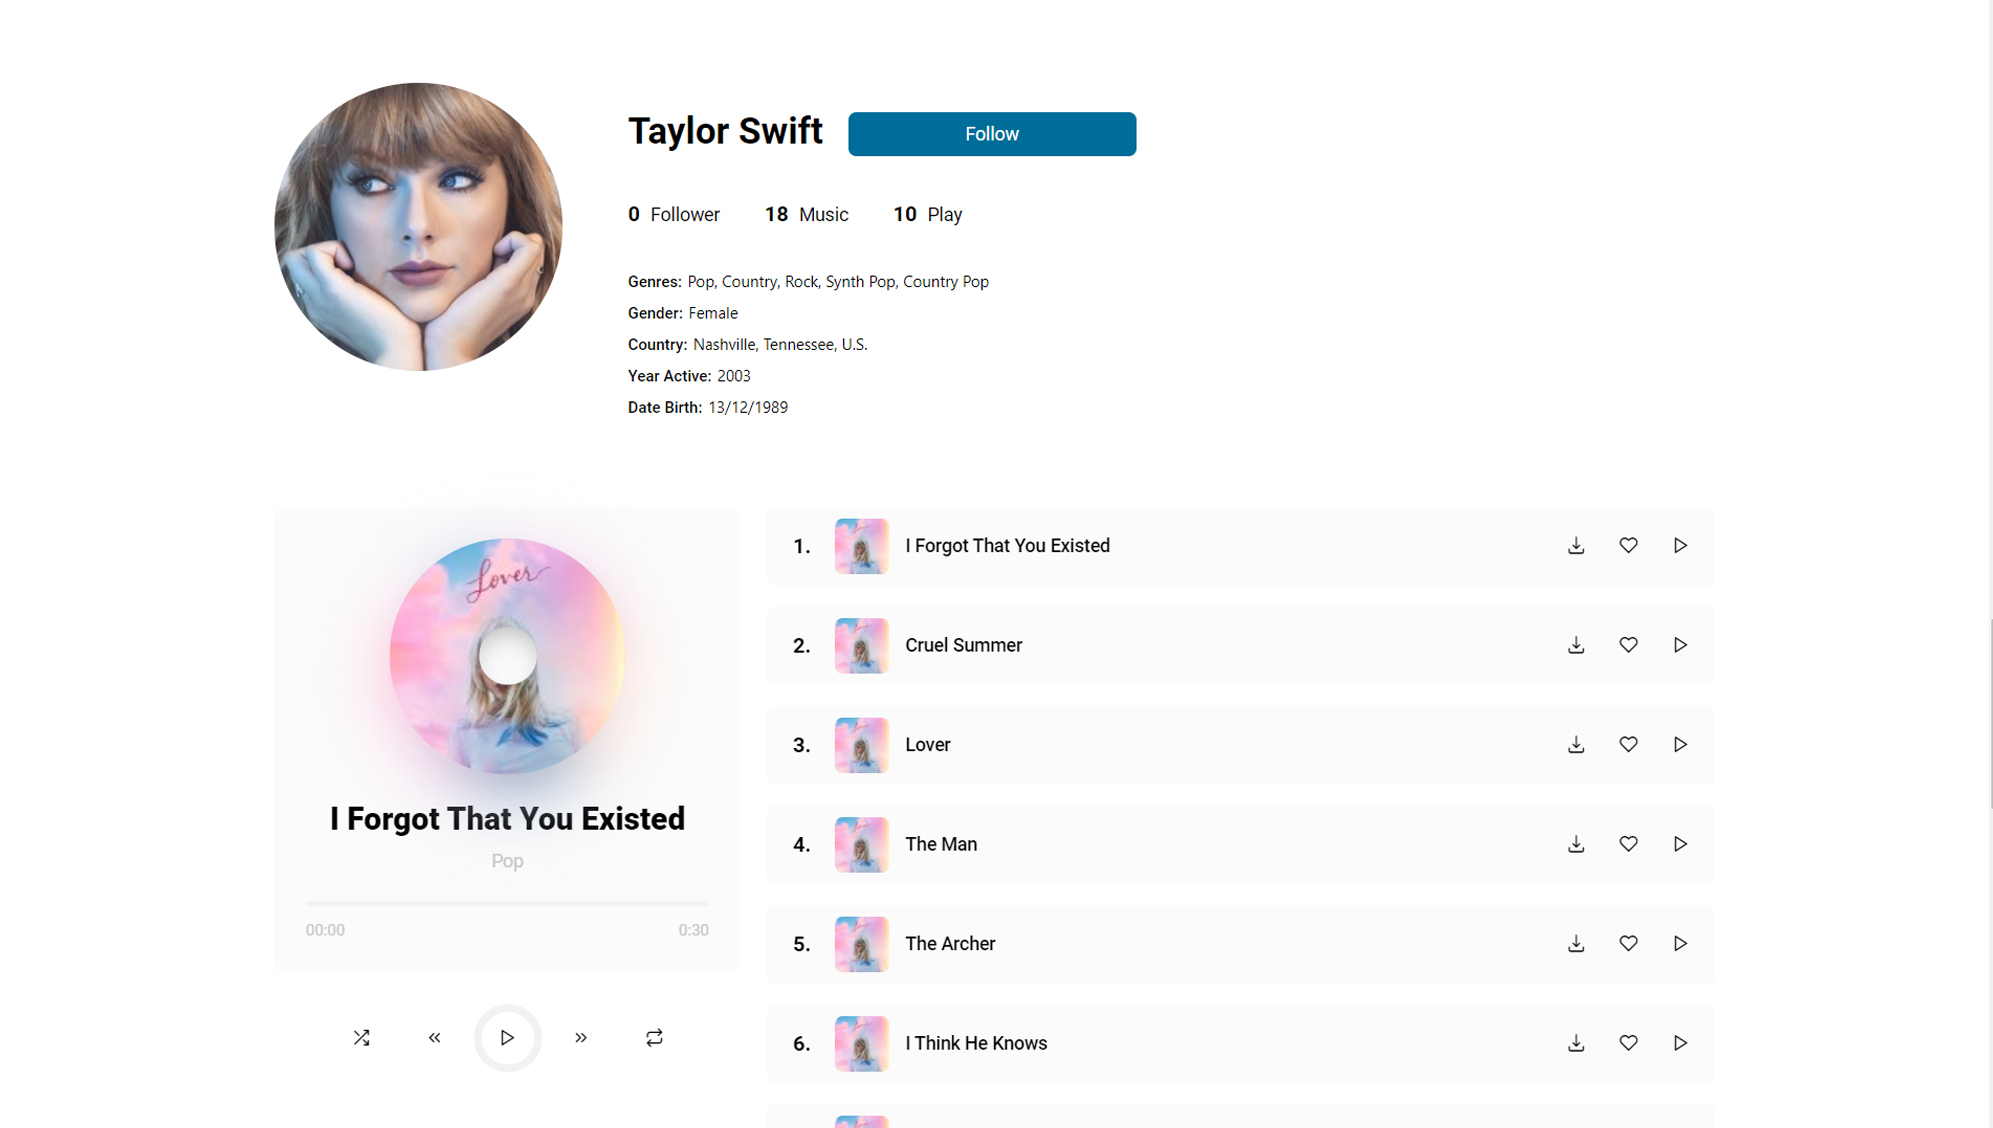 Taylor Swift Follow
0 Follower 18 Music 10 Play
Genres: Pop, Country, Rock, Synth Pop, Country Pop
Gender: Female
Country: Nashville, Tennessee, U.S.
Year Active: 2003
Date Birth: 13/12/1989
Lover
I Forgot That You Existed
Pop
00:00 0:30
1. I Forgot That You Existed
2. Cruel Summer
3. Lover
4. The Man
5. The Archer
6. I Think He Knows